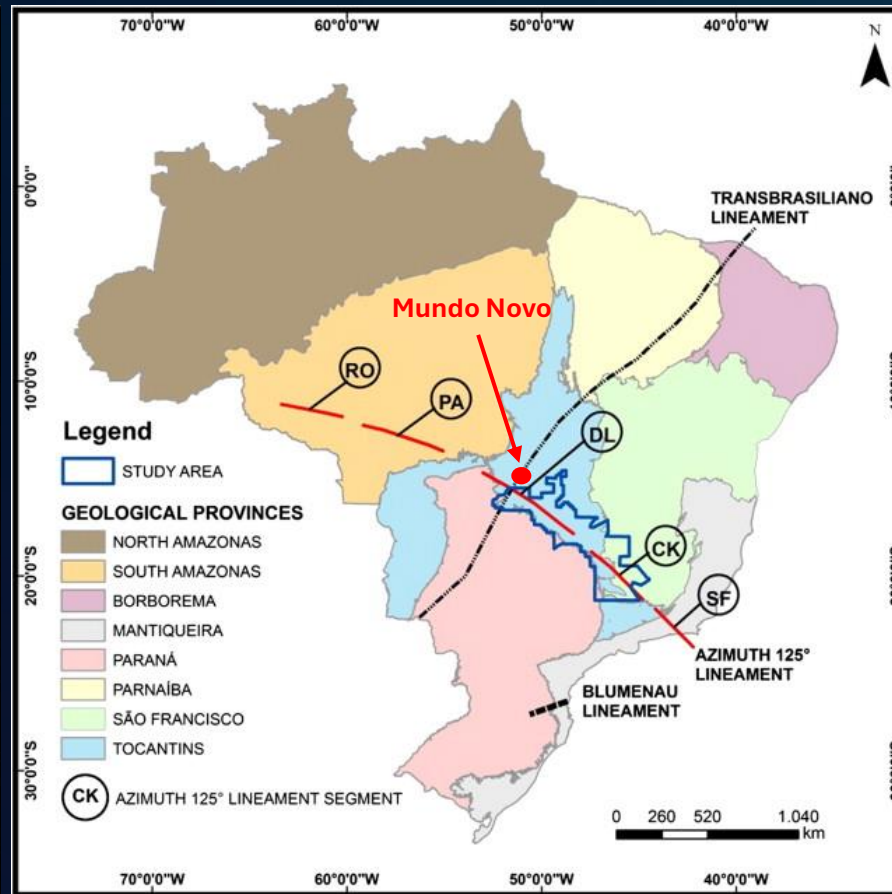 70°0'0"W 60°0'0"W 50°0'0"W 40°0'0"W
N
0°0'0"
TRANSBRASILIANO
LINEAMENT
Mundo Novo
RO
PA
DL
CK
SF
10°0'0"S
20°0'0"S
30°0'0"S
Legend
STUDY AREA
GEOLOGICAL PROVINCES
NORTH AMAZONAS
SOUTH AMAZONAS
BORBOREMA
MANTIQUEIRA
PARANÁ
PARNAÍBA
SÃO FRANCISCO
TOCANTINS
CK AZIMUTH 125° LINEAMENT SEGMENT
AZIMUTH 125°
LINEAMENT
BLUMENAU
LINEAMENT
0 260 520 1.040
km
70°0'0"W 60°0'0"W 50°0'0"W 40°0'0"W